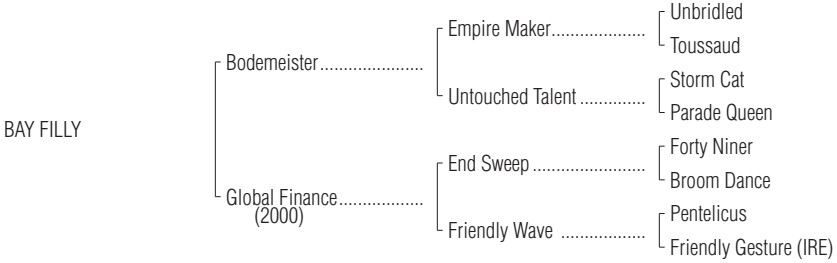 Unbridled
Empire Maker....................
Toussaud
Bodemeister......................
Storm Cat
Untouched Talent ..............
Parade Queen
BAY FILLY
Forty Niner
End Sweep ........................
Broom Dance
Global Finance..................
(2000)
Pentelicus
Friendly Wave ..................
Friendly Gesture (IRE)